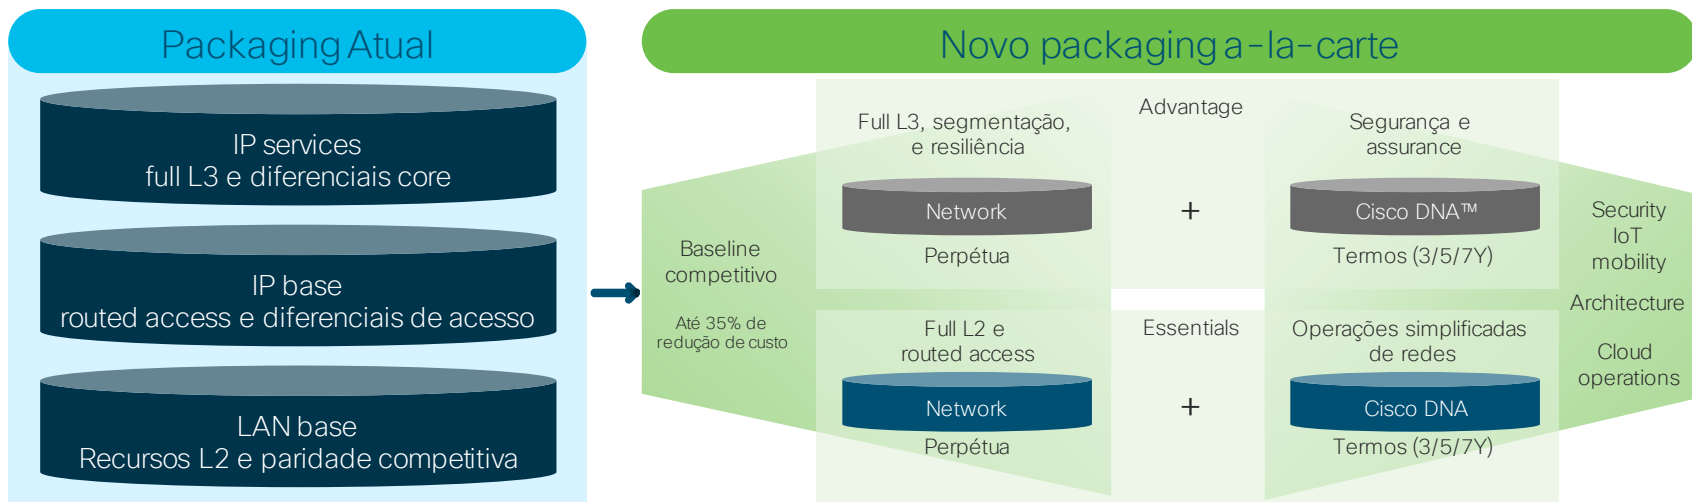 Packaging Atual
IP services
full L3 e diferenciais core
IP base
routed access e diferenciais de acesso
LAN base
Recursos L2 e paridade competitiva
Novo packaging a-la-carte
Baseline
competitivo
Até 35% de
redução de custo
Full L3, segmentação,
e resiliência
Network
Perpétua
Advantage
+
Segurança e
assurance
Cisco DNA™
Termos (3/5/7Y)
Full L2 e
routed access
Network
Perpétua
Essentials
+
Operações simplificadas
de redes
Cisco DNA
Termos (3/5/7Y)
Security
IoT
mobility
Architecture
Cloud
operations